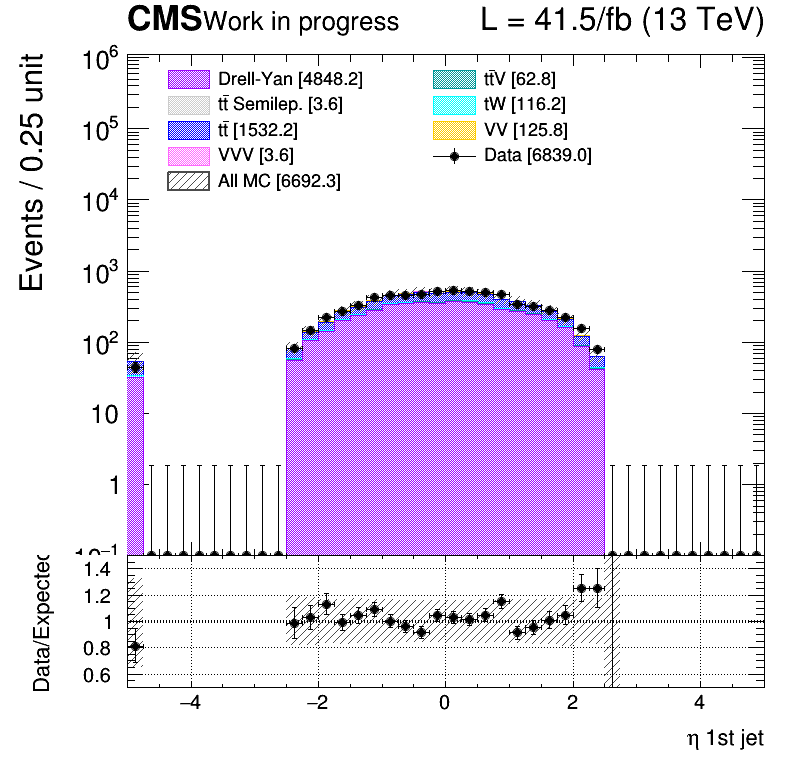 CMS Work in progress L = 41.5/fb (13 TeV)
Events / 0.25 unit
10⁶
10⁵
10⁴
10³
10²
10
1
10⁻¹
Drell-Yan [4848.2]
tt̄ Semilep. [3.6]
tt̄ [1532.2]
VVV [3.6]
All MC [6692.3]
tt̄V [62.8]
tW [116.2]
VV [125.8]
Data [6839.0]
Data/Expected
1.4
1.2
1
0.8
0.6
−4 −2 0 2 4
η 1st jet